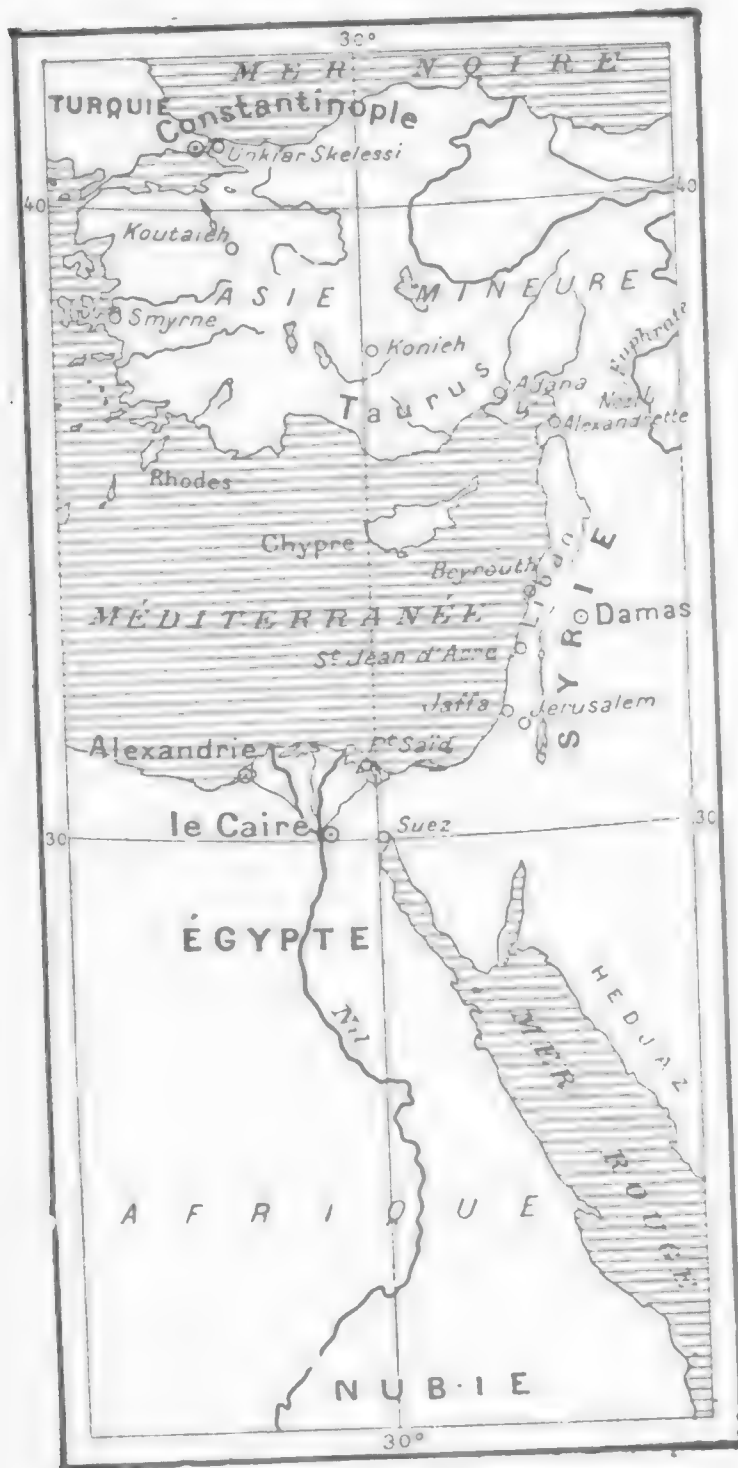 30°
MER NOIRE
TURQUIE
Constantinople
Unkiar Skelessi
40
40
Koutaieh
ASIE MINEURE
Smyrne
Konieh
Euphrate
Taurus
Adana
Alexandrette
Rhodes
Chypre
Beyrouth
Liban
SYRIE
MÉDITERRANÉE
Damas
St Jean d'Acre
Jaffa
Jerusalem
Alexandrie
Pt Saïd
le Caire
Suez
30
30
ÉGYPTE
HEDJAZ
Nil
MER ROUGE
AFRIQUE
NUBIE
30°